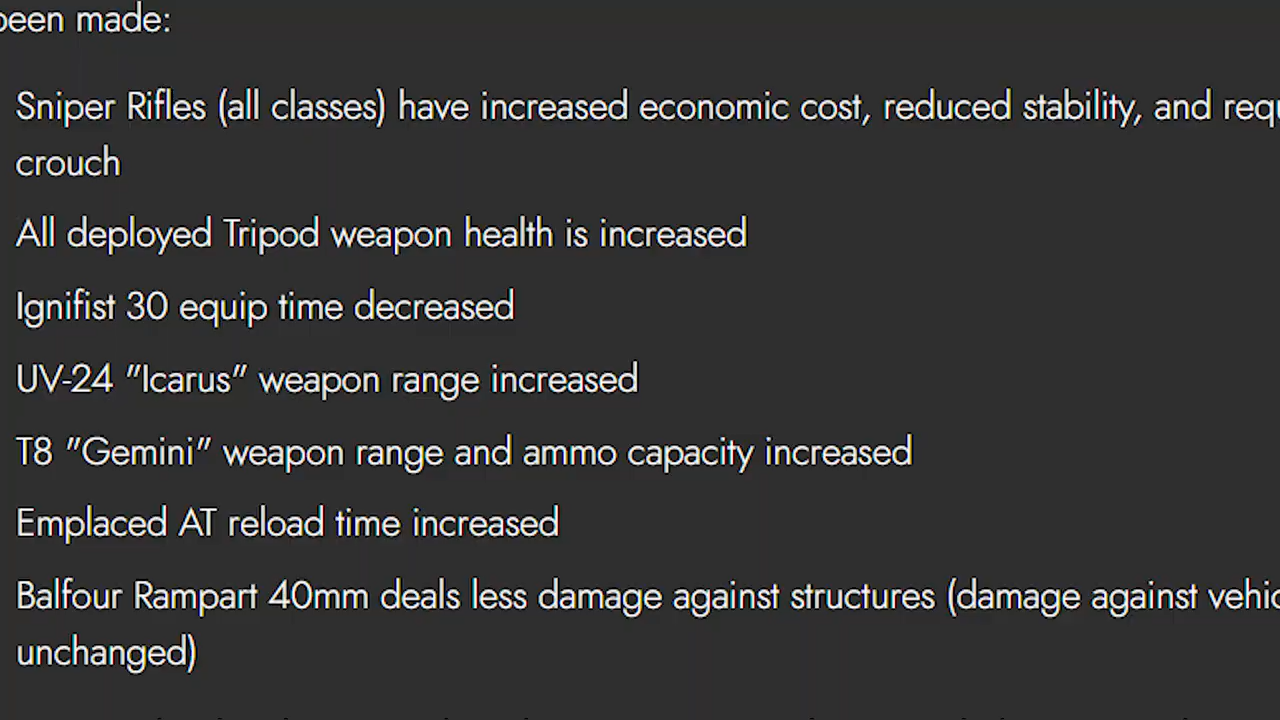 been made:
Sniper Rifles (all classes) have increased economic cost, reduced stability, and
crouch
All deployed Tripod weapon health is increased
Ignifist 30 equip time decreased
UV-24 "Icarus" weapon range increased
T8 "Gemini" weapon range and ammo capacity increased
Emplaced AT reload time increased
Balfour Rampart 40mm deals less damage against structures (damage against
unchanged)